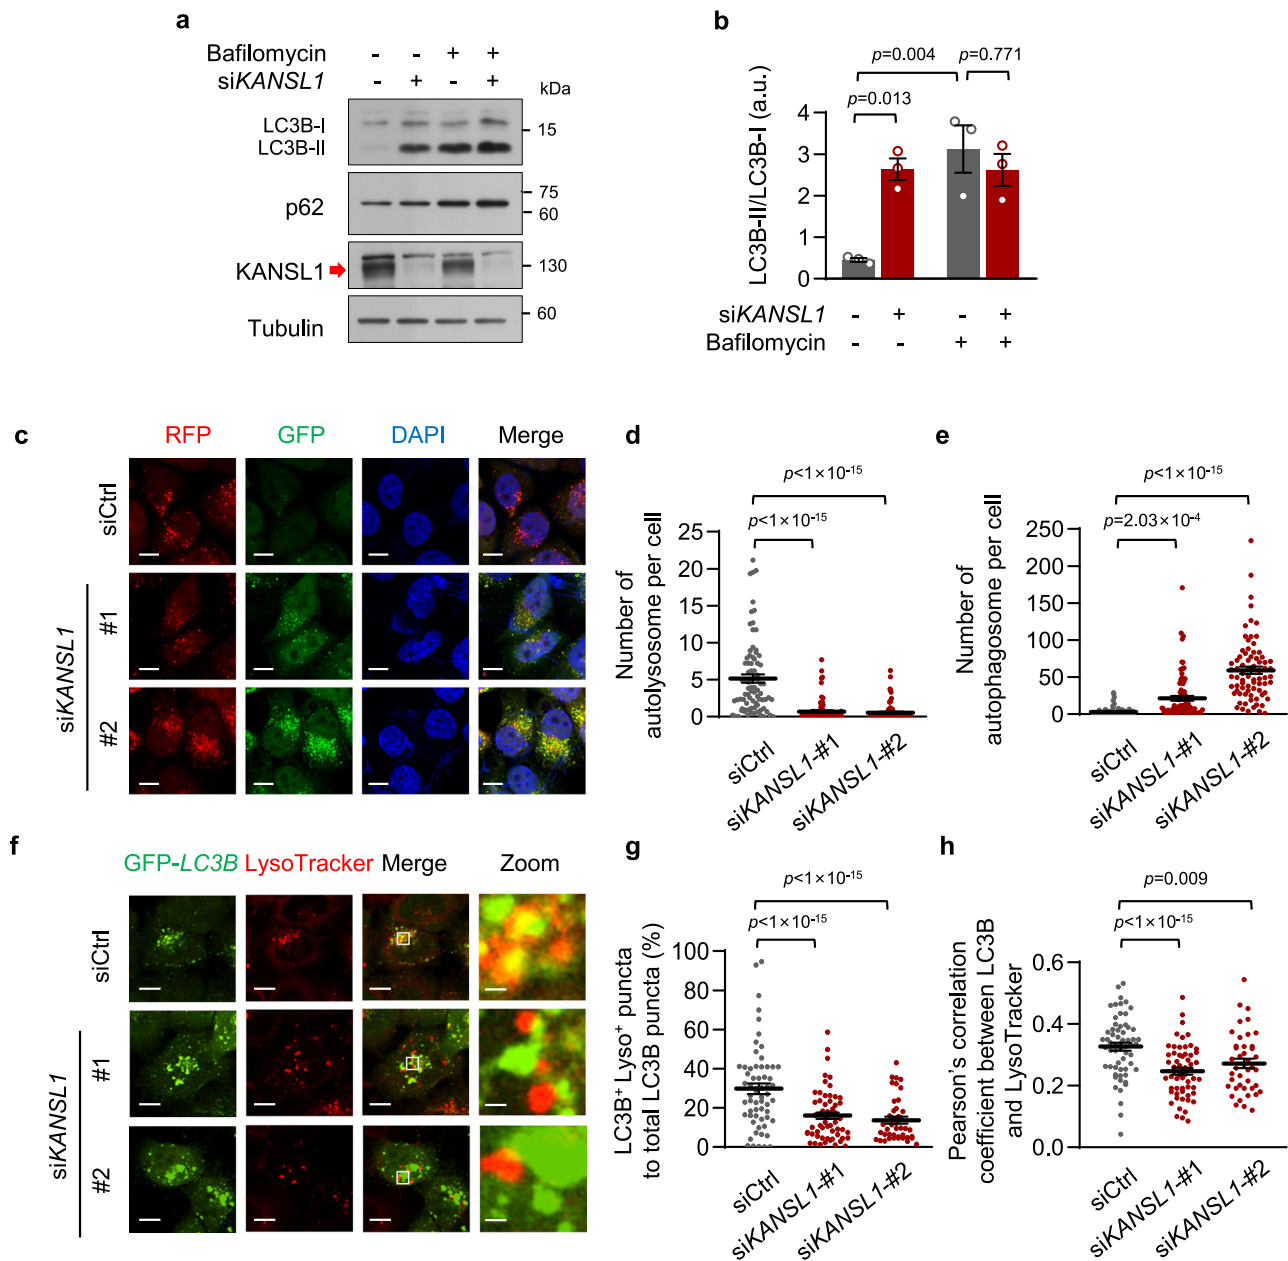 a
Bafilomycin - - + +
siKANSL1 - + - +
kDa
LC3B-I
LC3B-II
15
p62
75
60
KANSL1
130
Tubulin
60
b
p=0.004
p=0.771
p=0.013
LC3B-II/LC3B-I (a.u.)
4
3
2
1
0
siKANSL1 - + - +
Bafilomycin - - + +
c
RFP GFP DAPI Merge
siCtrl
siKANSL1
#1
#2
d
p<1×10-15
p<1×10-15
Number of
autolysosome per cell
25
20
15
10
5
0
siCtrl
siKANSL1-#1
siKANSL1-#2
e
p<1×10-15
p=2.03×10-4
Number of
autophagosome per cell
250
200
150
100
50
0
siCtrl
siKANSL1-#1
siKANSL1-#2
f
GFP-LC3B LysoTracker Merge Zoom
siCtrl
siKANSL1
#1
#2
g
p<1×10-15
p<1×10-15
LC3B+ Lyso+ puncta
to total LC3B puncta (%)
100
80
60
40
20
0
siCtrl
siKANSL1-#1
siKANSL1-#2
h
p=0.009
p<1×10-15
Pearson's correlation
coefficient between LC3B
and LysoTracker
0.6
0.4
0.2
0.0
siCtrl
siKANSL1-#1
siKANSL1-#2